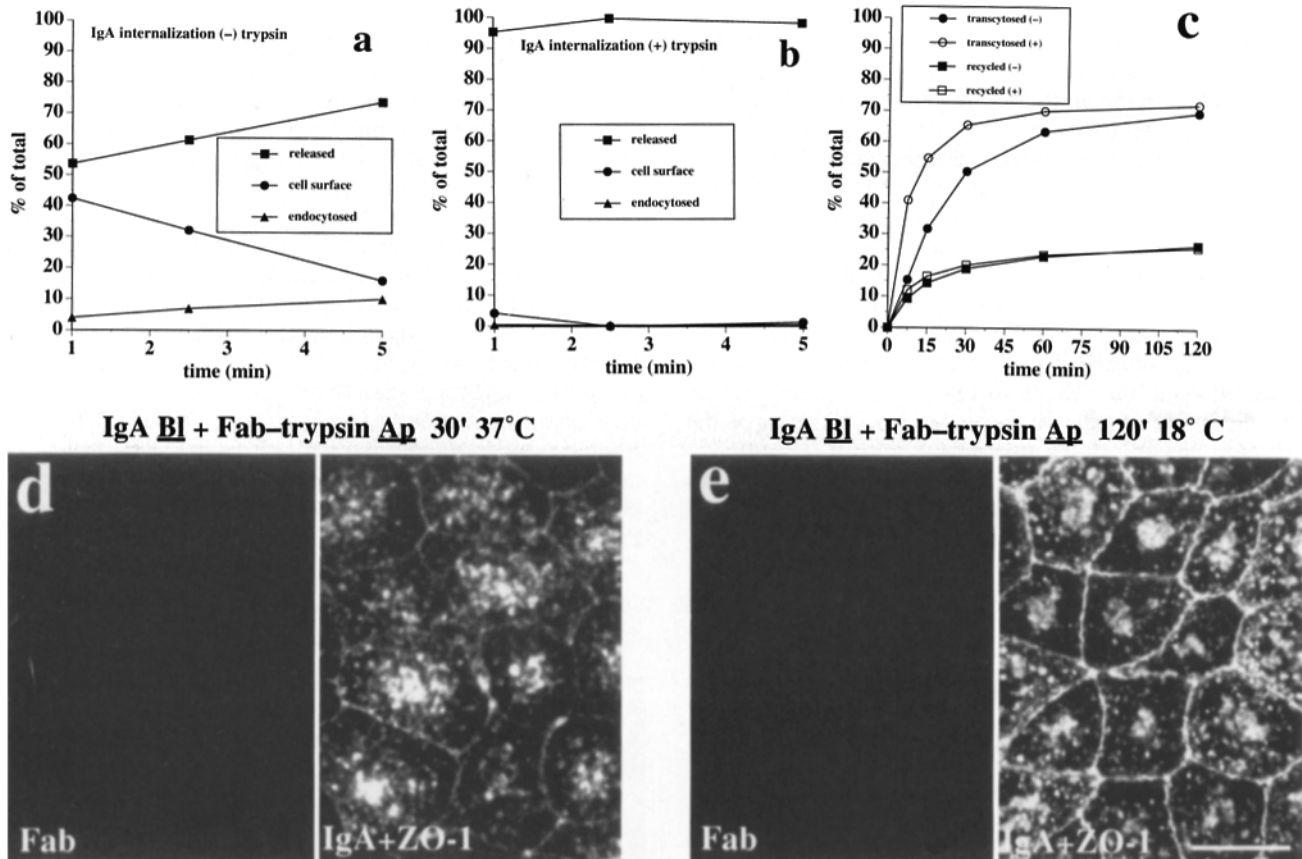 100
90
80
70
60
50
40
30
20
10
0
% of total
IgA internalization (–) trypsin
a
released
cell surface
endocytosed
1
2
3
4
5
time (min)
100
90
80
70
60
50
40
30
20
10
0
% of total
IgA internalization (+) trypsin
b
released
cell surface
endocytosed
1
2
3
4
5
time (min)
100
90
80
70
60
50
40
30
20
10
0
% of total
c
transcytosed (–)
transcytosed (+)
recycled (–)
recycled (+)
0
15
30
45
60
75
90
105
120
time (min)
IgA Bl + Fab–trypsin Ap 30' 37°C
d
Fab
IgA+ZO-1
IgA Bl + Fab–trypsin Ap 120' 18° C
e
Fab
IgA+ZO-1